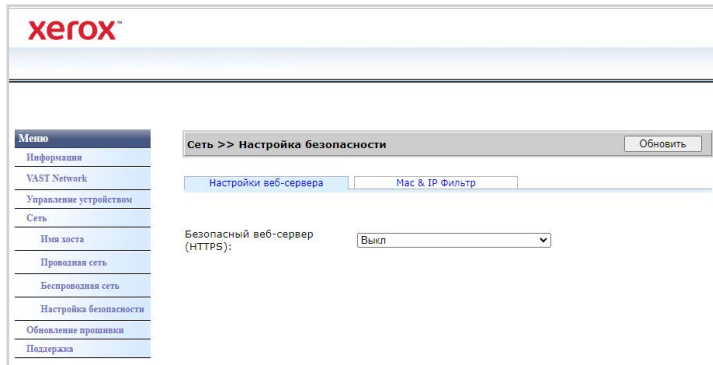 xerox™
Меню
Информация
VAST Network
Управление устройством
Сеть
Имя хоста
Проводная сеть
Беспроводная сеть
Настройка безопасности
Обновление прошивки
Поддержка
Сеть >> Настройка безопасности
Обновить
Настройки веб-сервера
Mac & IP Фильтр
Безопасный веб-сервер
(HTTPS):
Выкл